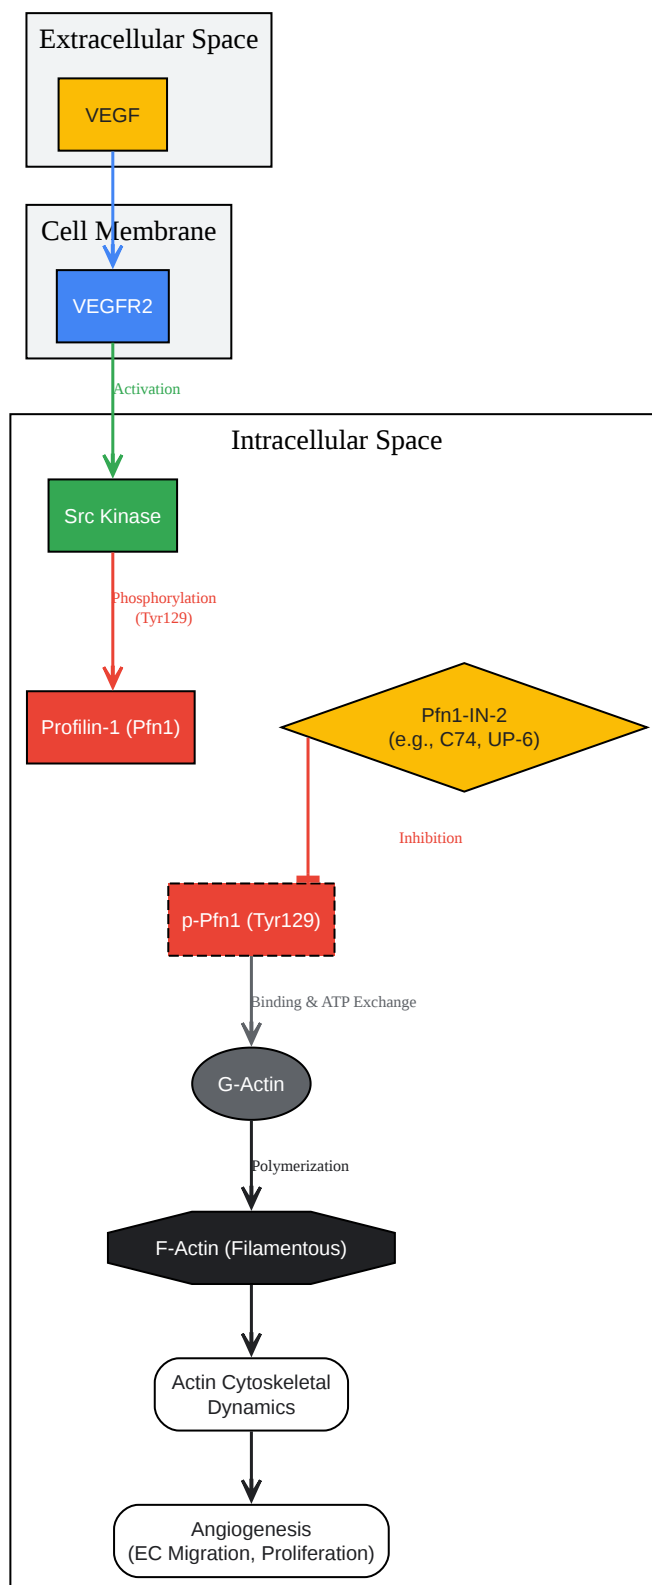 Extracellular Space
VEGF
Cell Membrane
VEGFR2
Activation
Intracellular Space
Src Kinase
Phosphorylation
(Tyr129)
Profilin-1 (Pfn1)
Pfn1-IN-2
(e.g., C74, UP-6)
Inhibition
p-Pfn1 (Tyr129)
Binding & ATP Exchange
G-Actin
Polymerization
F-Actin (Filamentous)
Actin Cytoskeletal
Dynamics
Angiogenesis
(EC Migration, Proliferation)